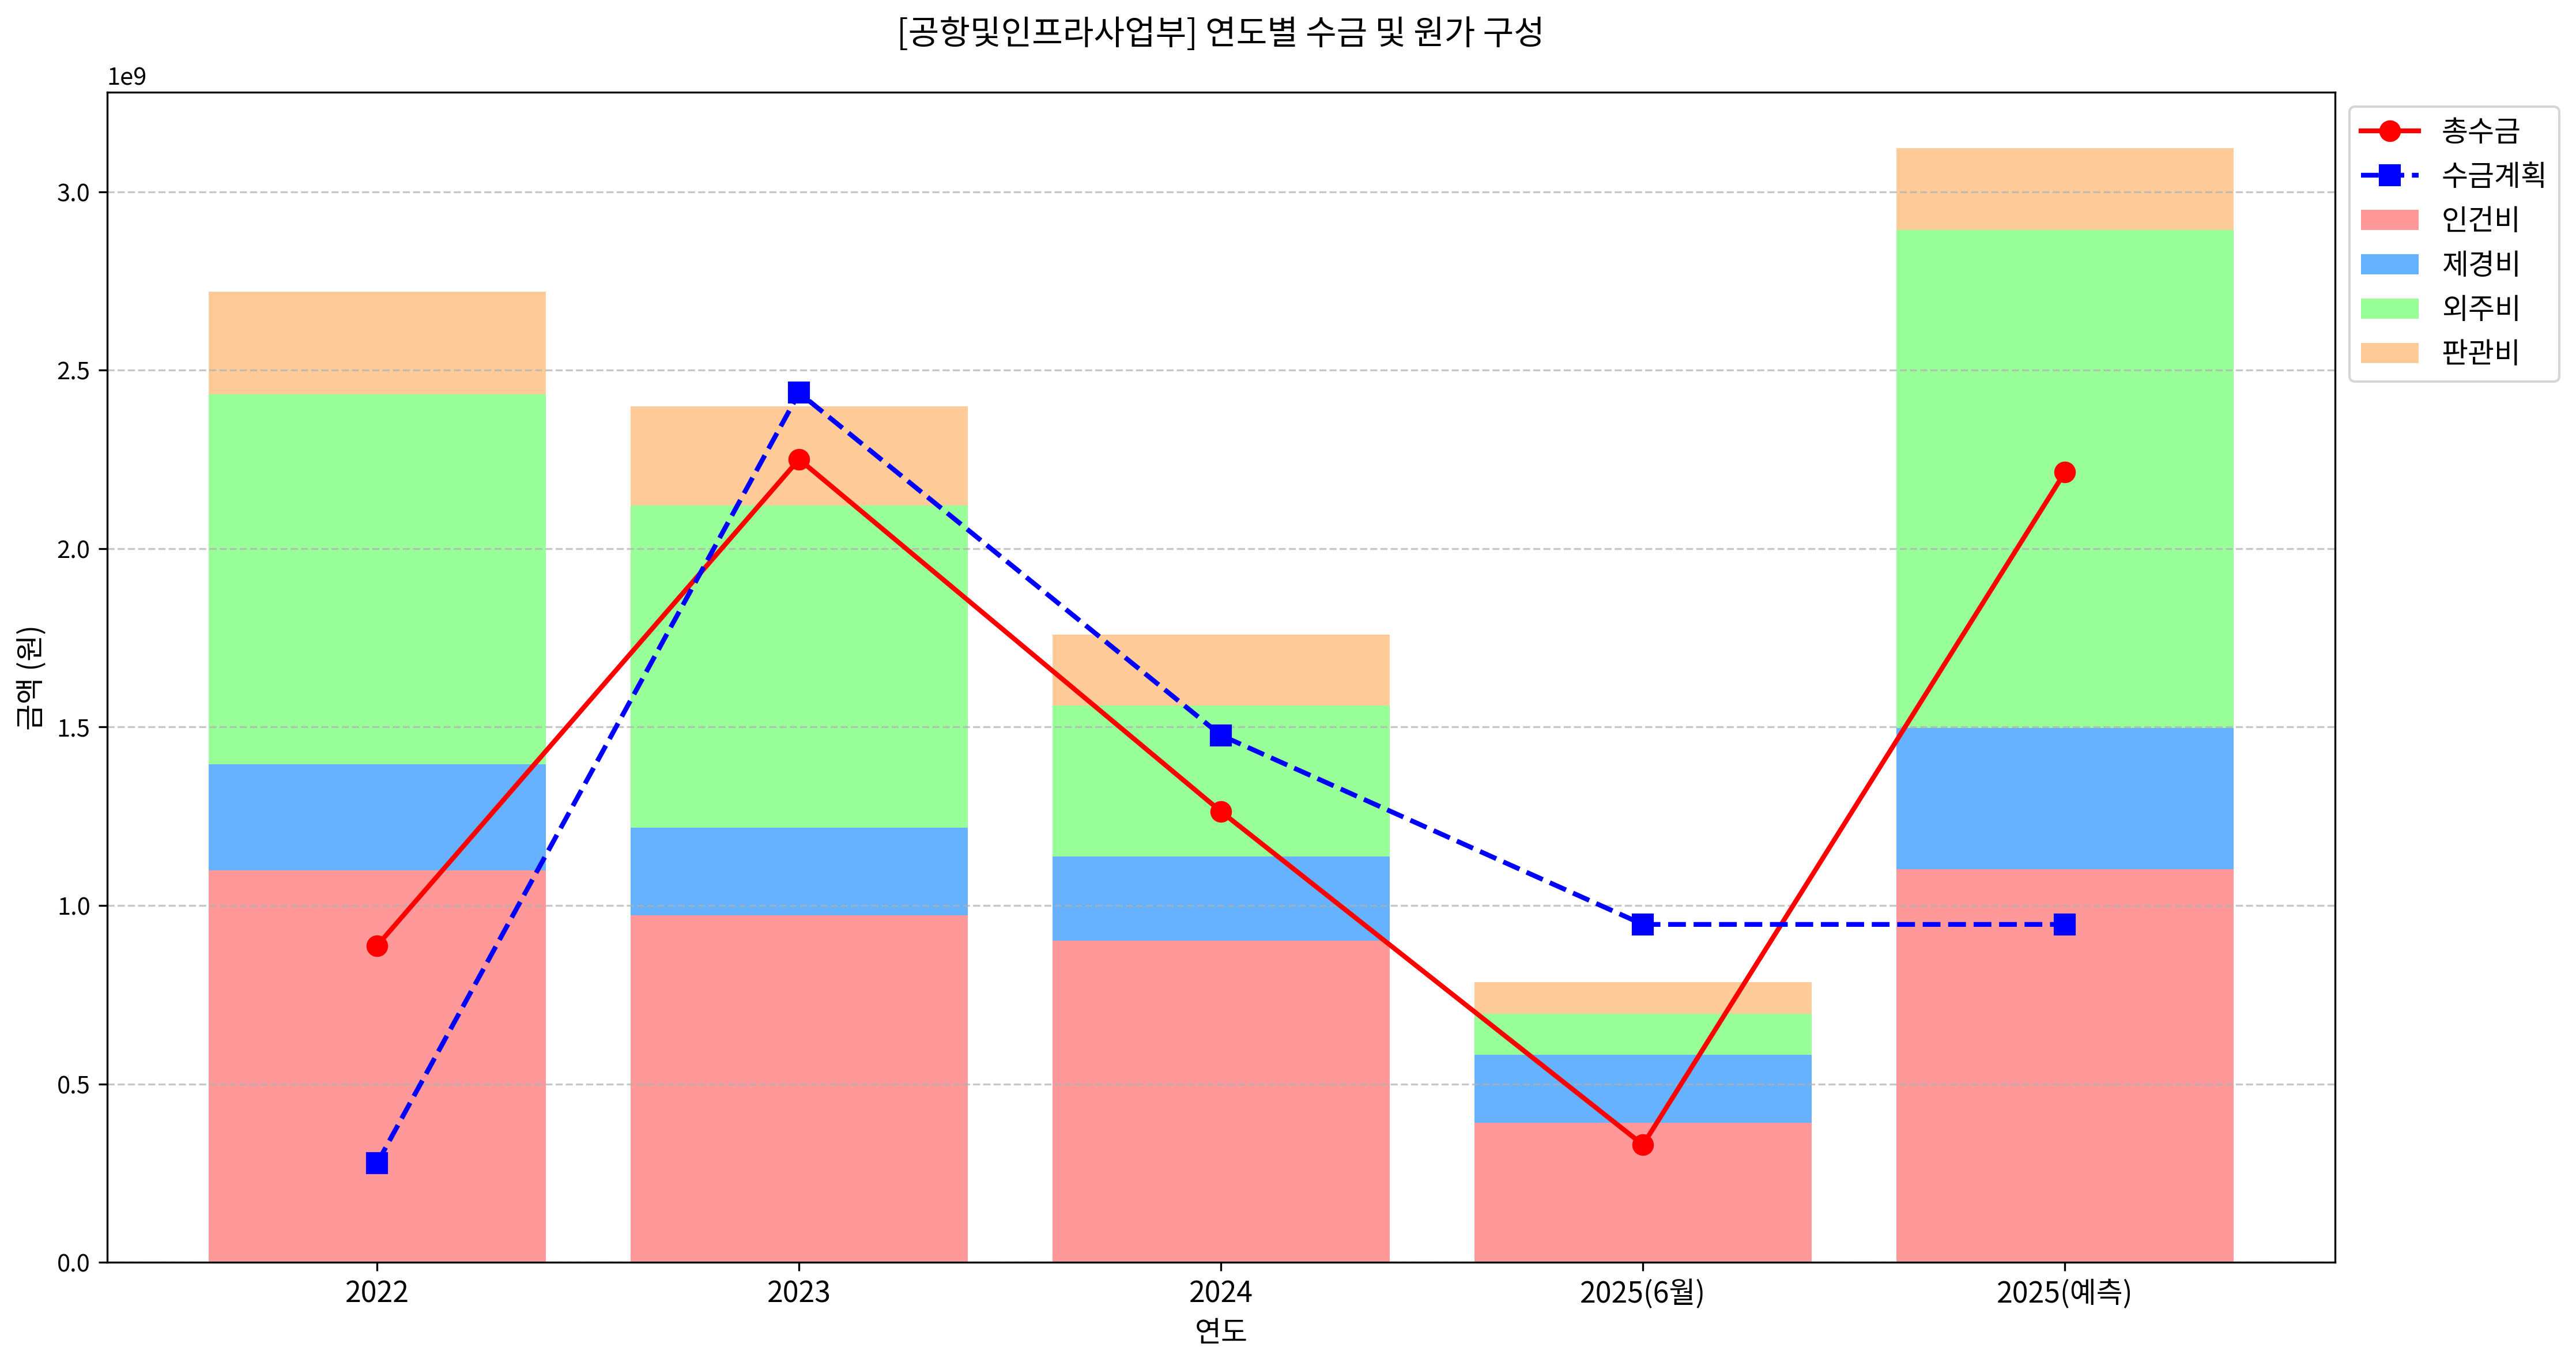 [공항및인프라사업부] 연도별 수금 및 원가 구성
1e9
3.0
2.5
2.0
1.5
1.0
0.5
0.0
금액 (원)
2022
2023
2024
2025(6월)
2025(예측)
연도
총수금
수금계획
인건비
제경비
외주비
판관비